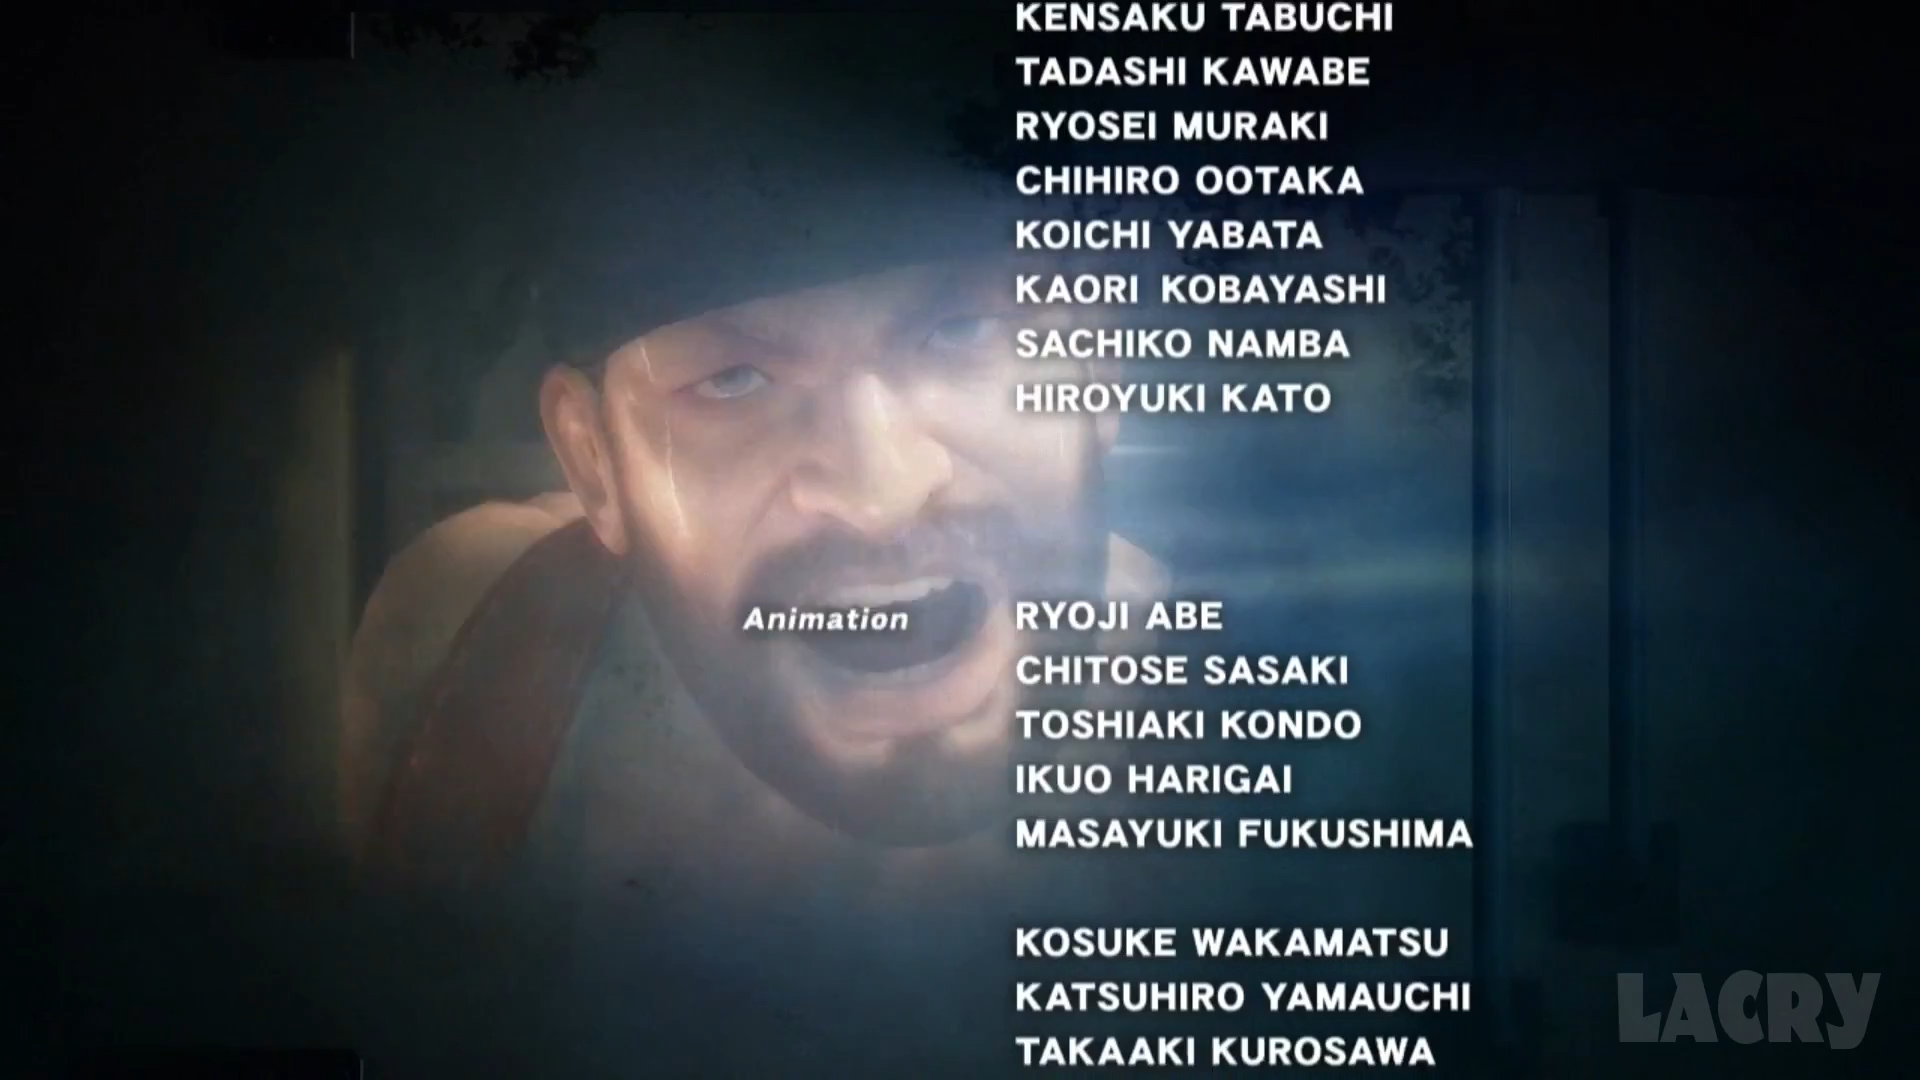 KENSAKU TABUCHI
TADASHI KAWABE
RYOSEI MURAKI
CHIHIRO OOTAKA
KOICHI YABATA
KAORI KOBAYASHI
SACHIKO NAMBA
HIROYUKI KATO
Animation RYOJI ABE
CHITOSE SASAKI
TOSHIAKI KONDO
IKUO HARIGAI
MASAYUKI FUKUSHIMA
KOSUKE WAKAMATSU
KATSUHIRO YAMAUCHI
TAKAAKI KUROSAWA
LACRY